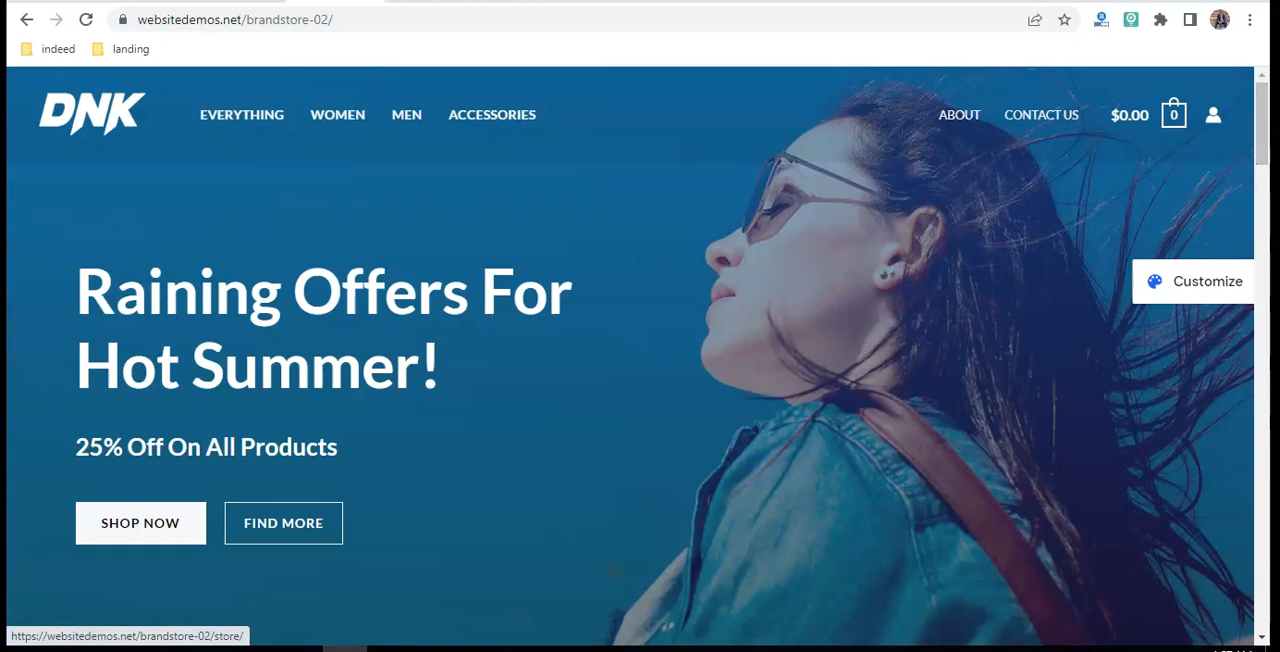 websitedemos.net/brandstore-02/
indeed
landing
DNK
EVERYTHING
WOMEN
MEN
ACCESSORIES
ABOUT
CONTACT US
$0.00
0
Customize
Raining Offers For
Hot Summer!
25% Off On All Products
SHOP NOW
FIND MORE
https://websitedemos.net/brandstore-02/store/